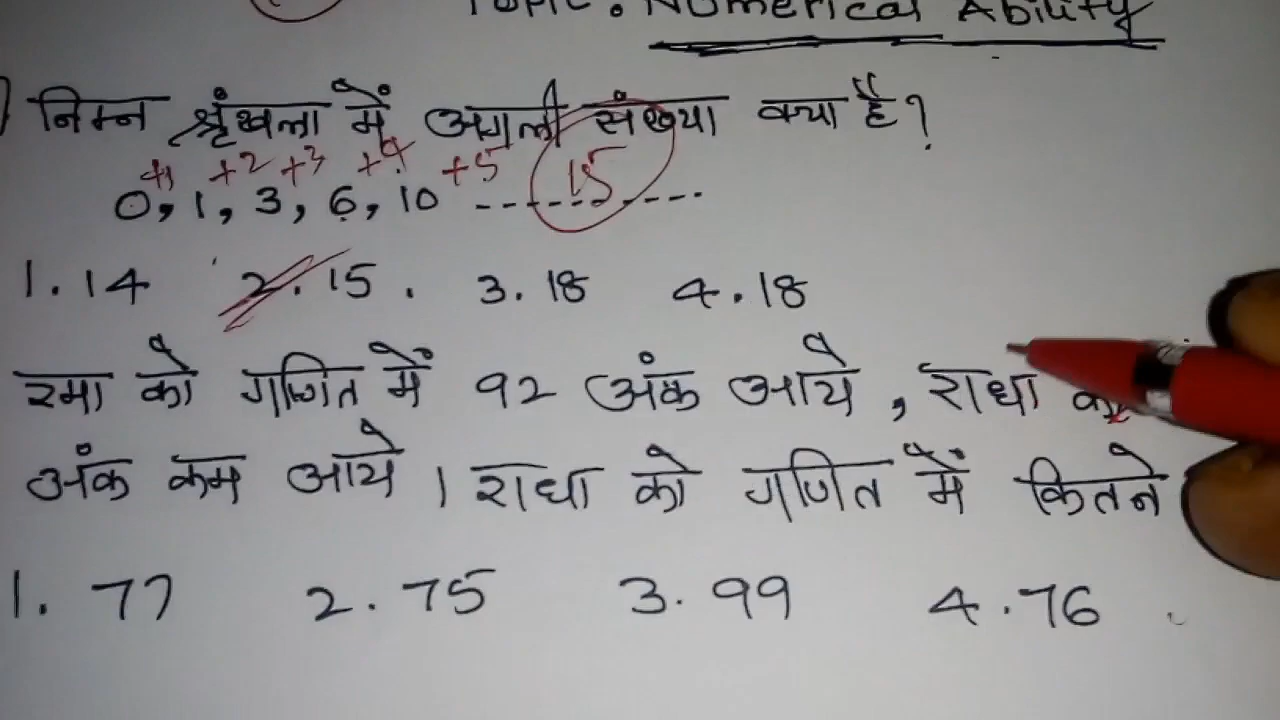 Topic: Numerical Ability
निम्न श्रृंखला में अगली संख्या क्या है?
+1 +2 +3 +4 +5
0, 1, 3, 6, 10 ---------- 15
1. 14 2. 15. 3. 18 4. 18
रमा को गणित में 92 अंक आये, राधा को
अंक कम आये। राधा को गणित में कितने
1. 77 2. 75 3. 99 4. 76